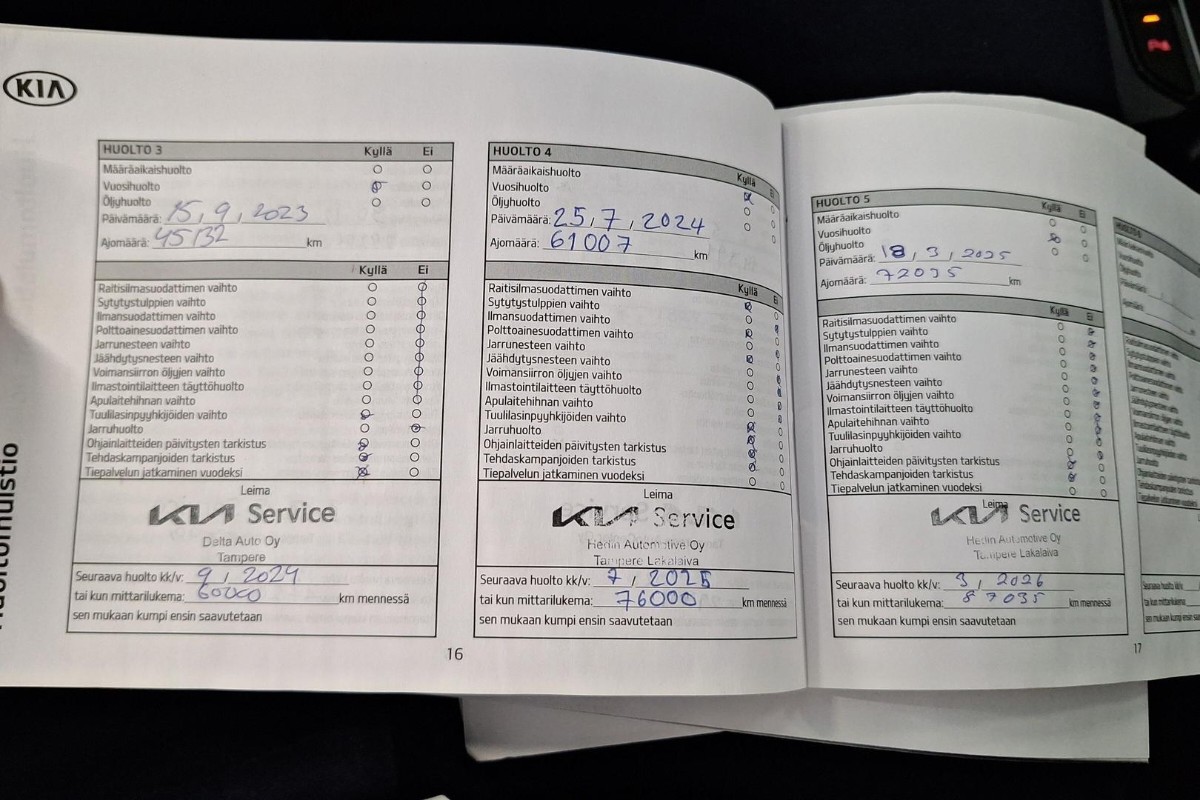 KIA
HUOLTO 3 Kyllä Ei
Määräaikaishuolto
Vuosihuolto
Öljyhuolto
Päivämäärä: 15, 9, 2023
Ajomäärä: 45132 km
Kyllä Ei
Raitisilmasuodattimen vaihto
Sytytystulppien vaihto
Ilmansuodattimen vaihto
Polttoainesuodattimen vaihto
Jarrunesteen vaihto
Jäähdytysnesteen vaihto
Voimansiirron öljyjen vaihto
Ilmastointilaitteen täyttöhuolto
Apulaitehihnan vaihto
Tuulilasinpyyhkijöiden vaihto
Jarruhuolto
Ohjainlaitteiden päivitysten tarkistus
Tehdaskampanjoiden tarkistus
Tiepalvelun jatkaminen vuodeksi
Leima
KIA Service
Delta Auto Oy
Tampere
Seuraava huolto kk/v: 9, 2024
tai kun mittarilukema: 60000 km mennessä
sen mukaan kumpi ensin saavutetaan
HUOLTO 4 Kyllä Ei
Määräaikaishuolto
Vuosihuolto
Öljyhuolto
Päivämäärä: 25, 7, 2024
Ajomäärä: 61007 km
Kyllä Ei
Raitisilmasuodattimen vaihto
Sytytystulppien vaihto
Ilmansuodattimen vaihto
Polttoainesuodattimen vaihto
Jarrunesteen vaihto
Jäähdytysnesteen vaihto
Voimansiirron öljyjen vaihto
Ilmastointilaitteen täyttöhuolto
Apulaitehihnan vaihto
Tuulilasinpyyhkijöiden vaihto
Jarruhuolto
Ohjainlaitteiden päivitysten tarkistus
Tehdaskampanjoiden tarkistus
Tiepalvelun jatkaminen vuodeksi
Leima
KIA Service
Hedin Automotive Oy
Tampere Lakalaiva
Seuraava huolto kk/v: 7, 2025
tai kun mittarilukema: 76000 km mennessä
sen mukaan kumpi ensin saavutetaan
16
HUOLTO 5 Kyllä Ei
Määräaikaishuolto
Vuosihuolto
Öljyhuolto
Päivämäärä: 18, 3, 2025
Ajomäärä: 72035 km
Kyllä Ei
Raitisilmasuodattimen vaihto
Sytytystulppien vaihto
Ilmansuodattimen vaihto
Polttoainesuodattimen vaihto
Jarrunesteen vaihto
Jäähdytysnesteen vaihto
Voimansiirron öljyjen vaihto
Ilmastointilaitteen täyttöhuolto
Apulaitehihnan vaihto
Tuulilasinpyyhkijöiden vaihto
Jarruhuolto
Ohjainlaitteiden päivitysten tarkistus
Tehdaskampanjoiden tarkistus
Tiepalvelun jatkaminen vuodeksi
Leima
KIA Service
Hedin Automotive Oy
Tampere Lakalaiva
Seuraava huolto kk/v: 3, 2026
tai kun mittarilukema: 87035 km mennessä
sen mukaan kumpi ensin saavutetaan
17